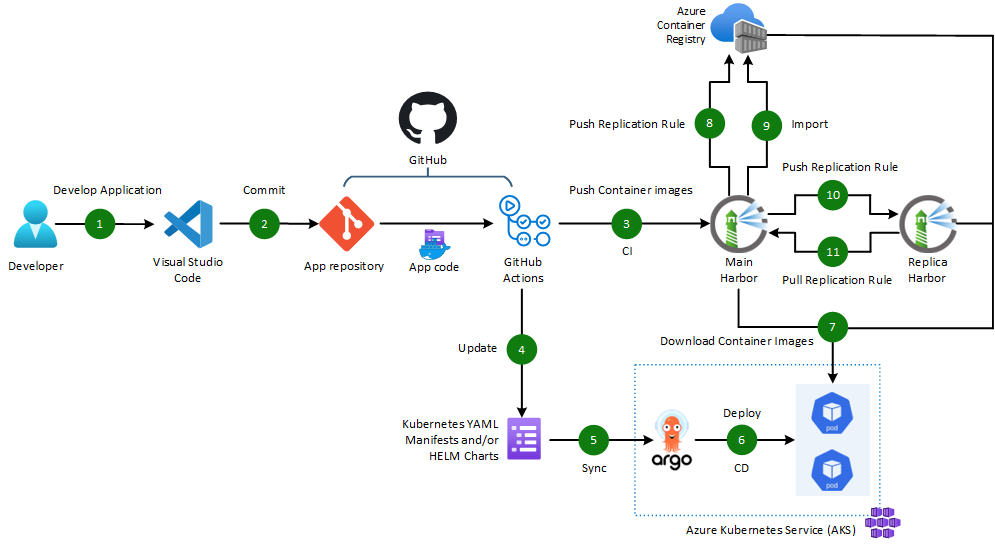 Azure
Container
Registry
8
9
Push Replication Rule
Import
GitHub
Develop Application
Commit
Push Container images
Push Replication Rule
1
2
3
10
11
Developer
Visual Studio
Code
App repository
App code
GitHub
Actions
CI
Main
Harbor
Pull Replication Rule
Replica
Harbor
Update
4
7
Download Container Images
Kubernetes YAML
Manifests and/or
HELM Charts
5
Sync
argo
Deploy
6
CD
pod
pod
Azure Kubernetes Service (AKS)